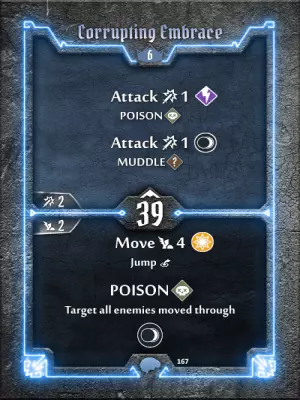 Corrupting Embrace
6
Attack 1
POISON
Attack 1
MUDDLE ?
2
39
2
Move 4
Jump
POISON
Target all enemies moved through
167